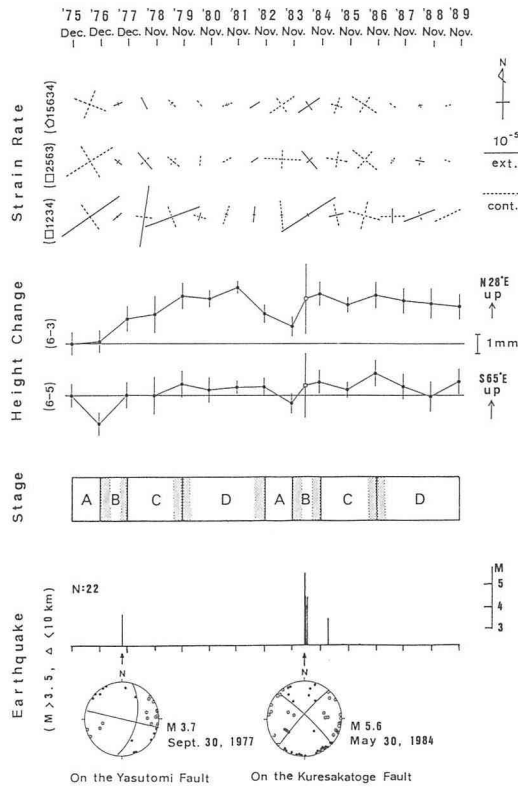 '75 '76 '77 '78 '79 '80 '81 '82 '83 '84 '85 '86 '87 '88 '89
Dec. Dec. Dec. Nov. Nov. Nov. Nov. Nov. Nov. Nov. Nov. Nov. Nov. Nov. Nov.
N
Strain Rate
(⬠15634)
(□2563)
(□1234)
10⁻⁵
ext.
cont.
Height Change
(6-3)
(6-5)
N28°E
up
1mm
S65°E
up
Stage
A B C D A B C D
Earthquake
(M>3.5, Δ<10km)
N=22
M
5
4
3
N
M 3.7
Sept. 30, 1977
On the Yasutomi Fault
N
M 5.6
May 30, 1984
On the Kuresakatoge Fault